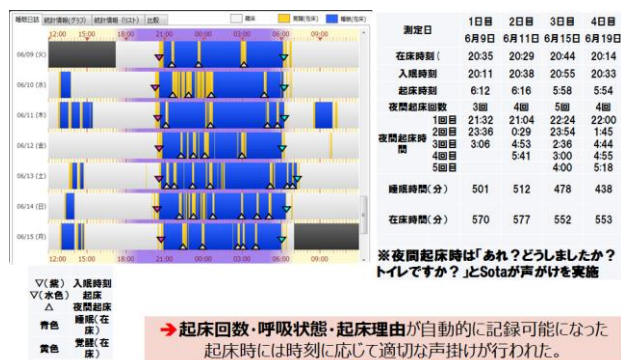 睡眠日誌 統計情報(グラフ) 統計情報(リスト) 比較
離床 覚醒(在床) 睡眠(在床)
12:00 15:00 18:00 21:00 00:00 03:00 06:00 09:00
06/09 (火)
06/10 (水)
06/11 (木)
06/12 (金)
06/13 (土)
06/14 (日)
06/15 (月)
12:00 15:00 18:00 21:00 00:00 03:00 06:00 09:00
測定日 1日目 2日目 3日目 4日目
6月9日 6月11日 6月15日 6月19日
在床時刻( 20:35 20:29 20:44 20:14
入眠時刻 20:11 20:38 20:55 20:33
起床時刻 6:12 6:16 5:58 5:54
夜間起床回数 3回 4回 5回 4回
夜間起床時間
1回目 21:32 21:04 22:24 22:00
2回目 23:36 0:29 23:54 1:45
3回目 3:06 4:53 2:36 4:44
4回目 5:41 3:00 4:55
5回目 4:00 5:18
睡眠時間(分) 501 512 478 438
在床時間(分) 570 577 552 553
※夜間起床時は「あれ?どうしましたか?
トイレですか?」とSotaが声がけを実施
▽(紫) 入眠時刻
▽(水色) 起床
△ 夜間起床
青色 睡眠(在床)
黄色 覚醒(在床)
➔起床回数・呼吸状態・起床理由が自動的に記録可能になった
起床時には時刻に応じて適切な声掛けが行われた。